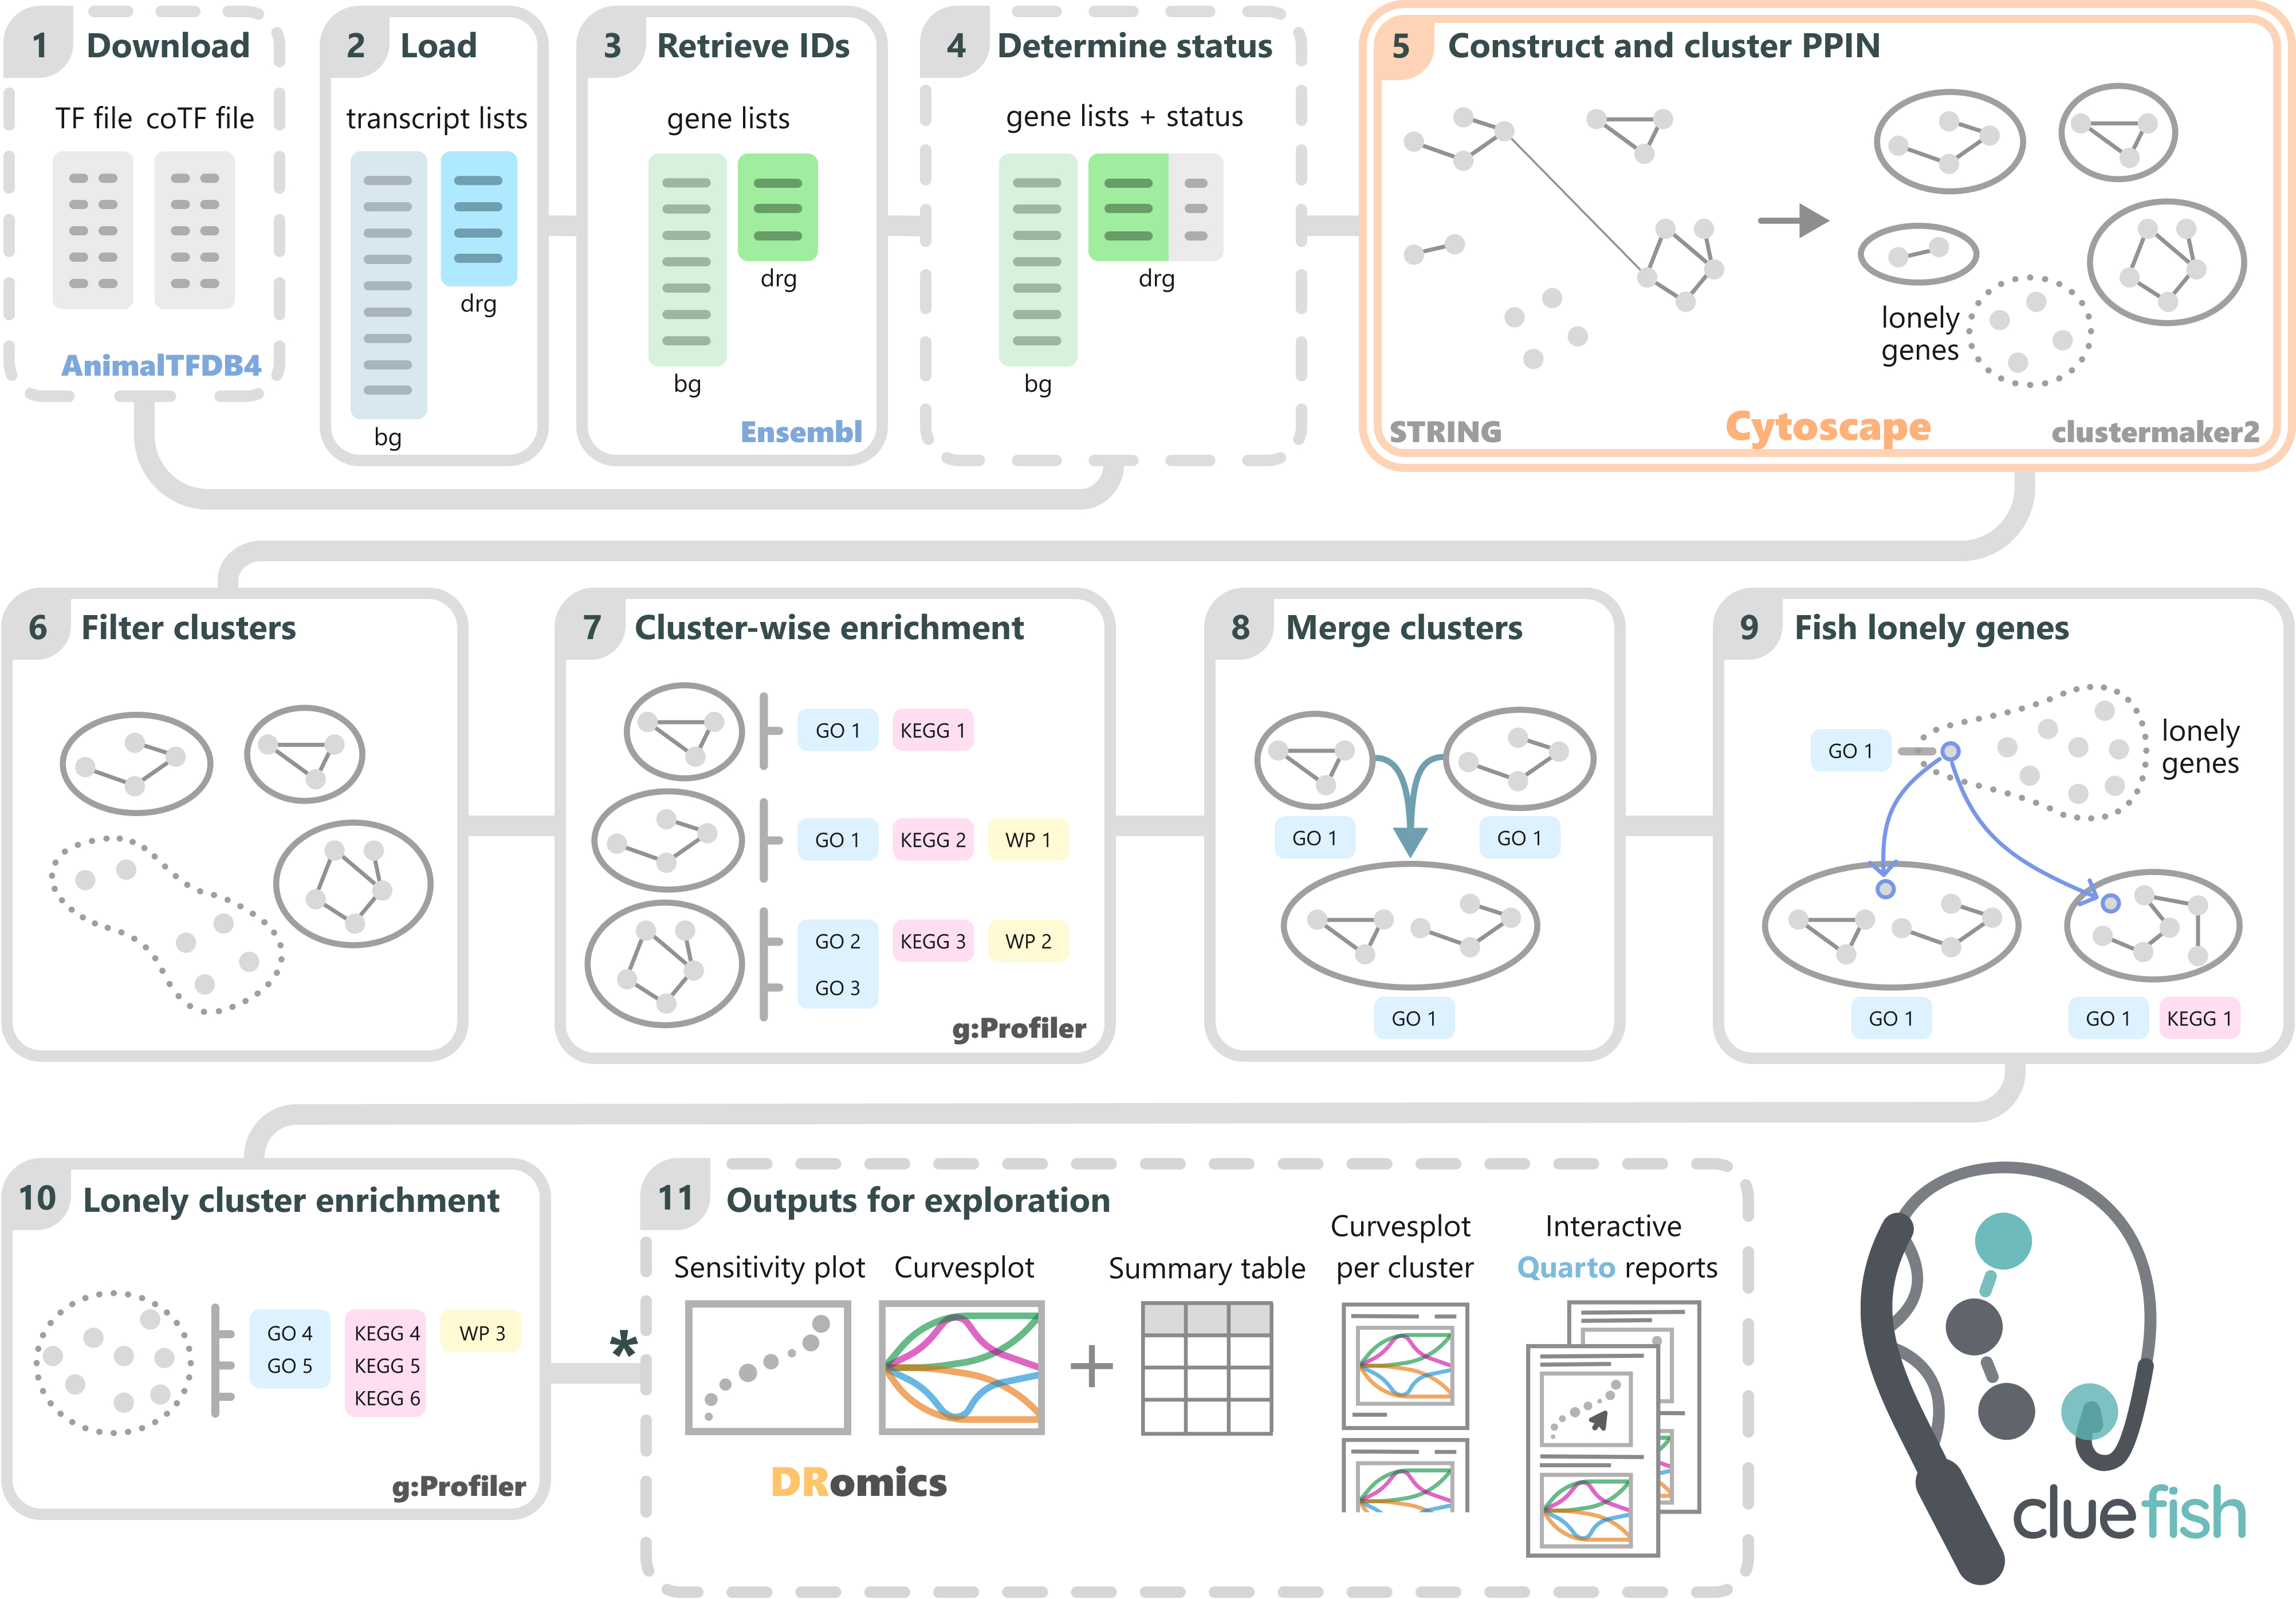 1 Download
TF file coTF file
AnimalTFDB4
2 Load
transcript lists
drg
bg
3 Retrieve IDs
gene lists
drg
bg
Ensembl
4 Determine status
gene lists + status
drg
bg
5 Construct and cluster PPIN
lonely
genes
STRING
Cytoscape
clustermaker2
6 Filter clusters
7 Cluster-wise enrichment
GO 1 KEGG 1
GO 1 KEGG 2 WP 1
GO 2 KEGG 3 WP 2
GO 3
g:Profiler
8 Merge clusters
GO 1 GO 1
GO 1
9 Fish lonely genes
GO 1
lonely
genes
GO 1 GO 1 KEGG 1
10 Lonely cluster enrichment
GO 4 KEGG 4 WP 3
GO 5 KEGG 5
KEGG 6
g:Profiler
*
11 Outputs for exploration
Sensitivity plot
Curvesplot
+
Summary table
Curvesplot
per cluster
Interactive
Quarto reports
DRomics
cluefish